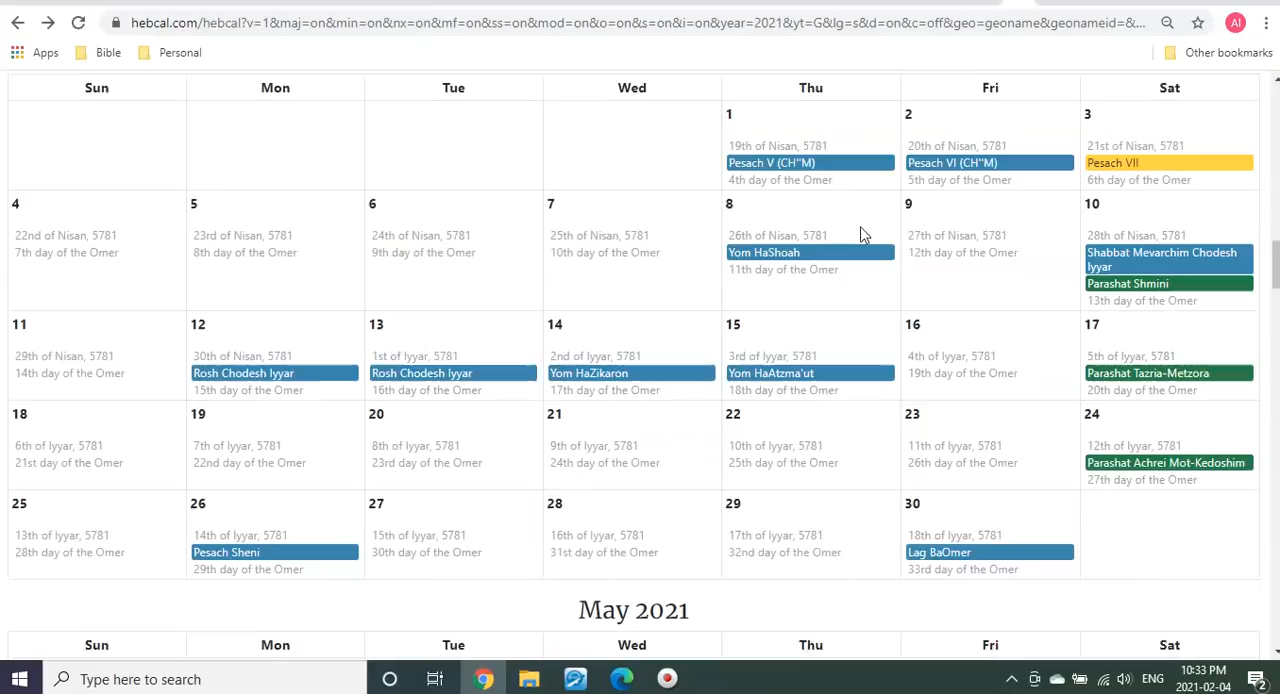 hebcal.com/hebcal?v=1&maj=on&min=on&nx=on&mf=on&ss=on&mod=on&o=on&s=on&i=on&year=2021&yt=G&lg=s&d=on&c=off&geo=geoname&geonameid=&... AI
Apps Bible Personal Other bookmarks
Sun Mon Tue Wed Thu Fri Sat
1 2 3
19th of Nisan, 5781 20th of Nisan, 5781 21st of Nisan, 5781
Pesach V (CH"M) Pesach VI (CH"M) Pesach VII
4th day of the Omer 5th day of the Omer 6th day of the Omer
4 5 6 7 8 9 10
22nd of Nisan, 5781 23rd of Nisan, 5781 24th of Nisan, 5781 25th of Nisan, 5781 26th of Nisan, 5781 27th of Nisan, 5781 28th of Nisan, 5781
7th day of the Omer 8th day of the Omer 9th day of the Omer 10th day of the Omer Yom HaShoah 12th day of the Omer Shabbat Mevarchim Chodesh
Iyyar
11th day of the Omer Parashat Shmini
13th day of the Omer
11 12 13 14 15 16 17
29th of Nisan, 5781 30th of Nisan, 5781 1st of Iyyar, 5781 2nd of Iyyar, 5781 3rd of Iyyar, 5781 4th of Iyyar, 5781 5th of Iyyar, 5781
14th day of the Omer Rosh Chodesh Iyyar Rosh Chodesh Iyyar Yom HaZikaron Yom HaAtzma'ut 19th day of the Omer Parashat Tazria-Metzora
15th day of the Omer 16th day of the Omer 17th day of the Omer 18th day of the Omer 20th day of the Omer
18 19 20 21 22 23 24
6th of Iyyar, 5781 7th of Iyyar, 5781 8th of Iyyar, 5781 9th of Iyyar, 5781 10th of Iyyar, 5781 11th of Iyyar, 5781 12th of Iyyar, 5781
21st day of the Omer 22nd day of the Omer 23rd day of the Omer 24th day of the Omer 25th day of the Omer 26th day of the Omer Parashat Achrei Mot-Kedoshim
27th day of the Omer
25 26 27 28 29 30
13th of Iyyar, 5781 14th of Iyyar, 5781 15th of Iyyar, 5781 16th of Iyyar, 5781 17th of Iyyar, 5781 18th of Iyyar, 5781
28th day of the Omer Pesach Sheni 30th day of the Omer 31st day of the Omer 32nd day of the Omer Lag BaOmer
29th day of the Omer 33rd day of the Omer
May 2021
Sun Mon Tue Wed Thu Fri Sat
Type here to search ENG 10:33 PM
2021-02-04 2